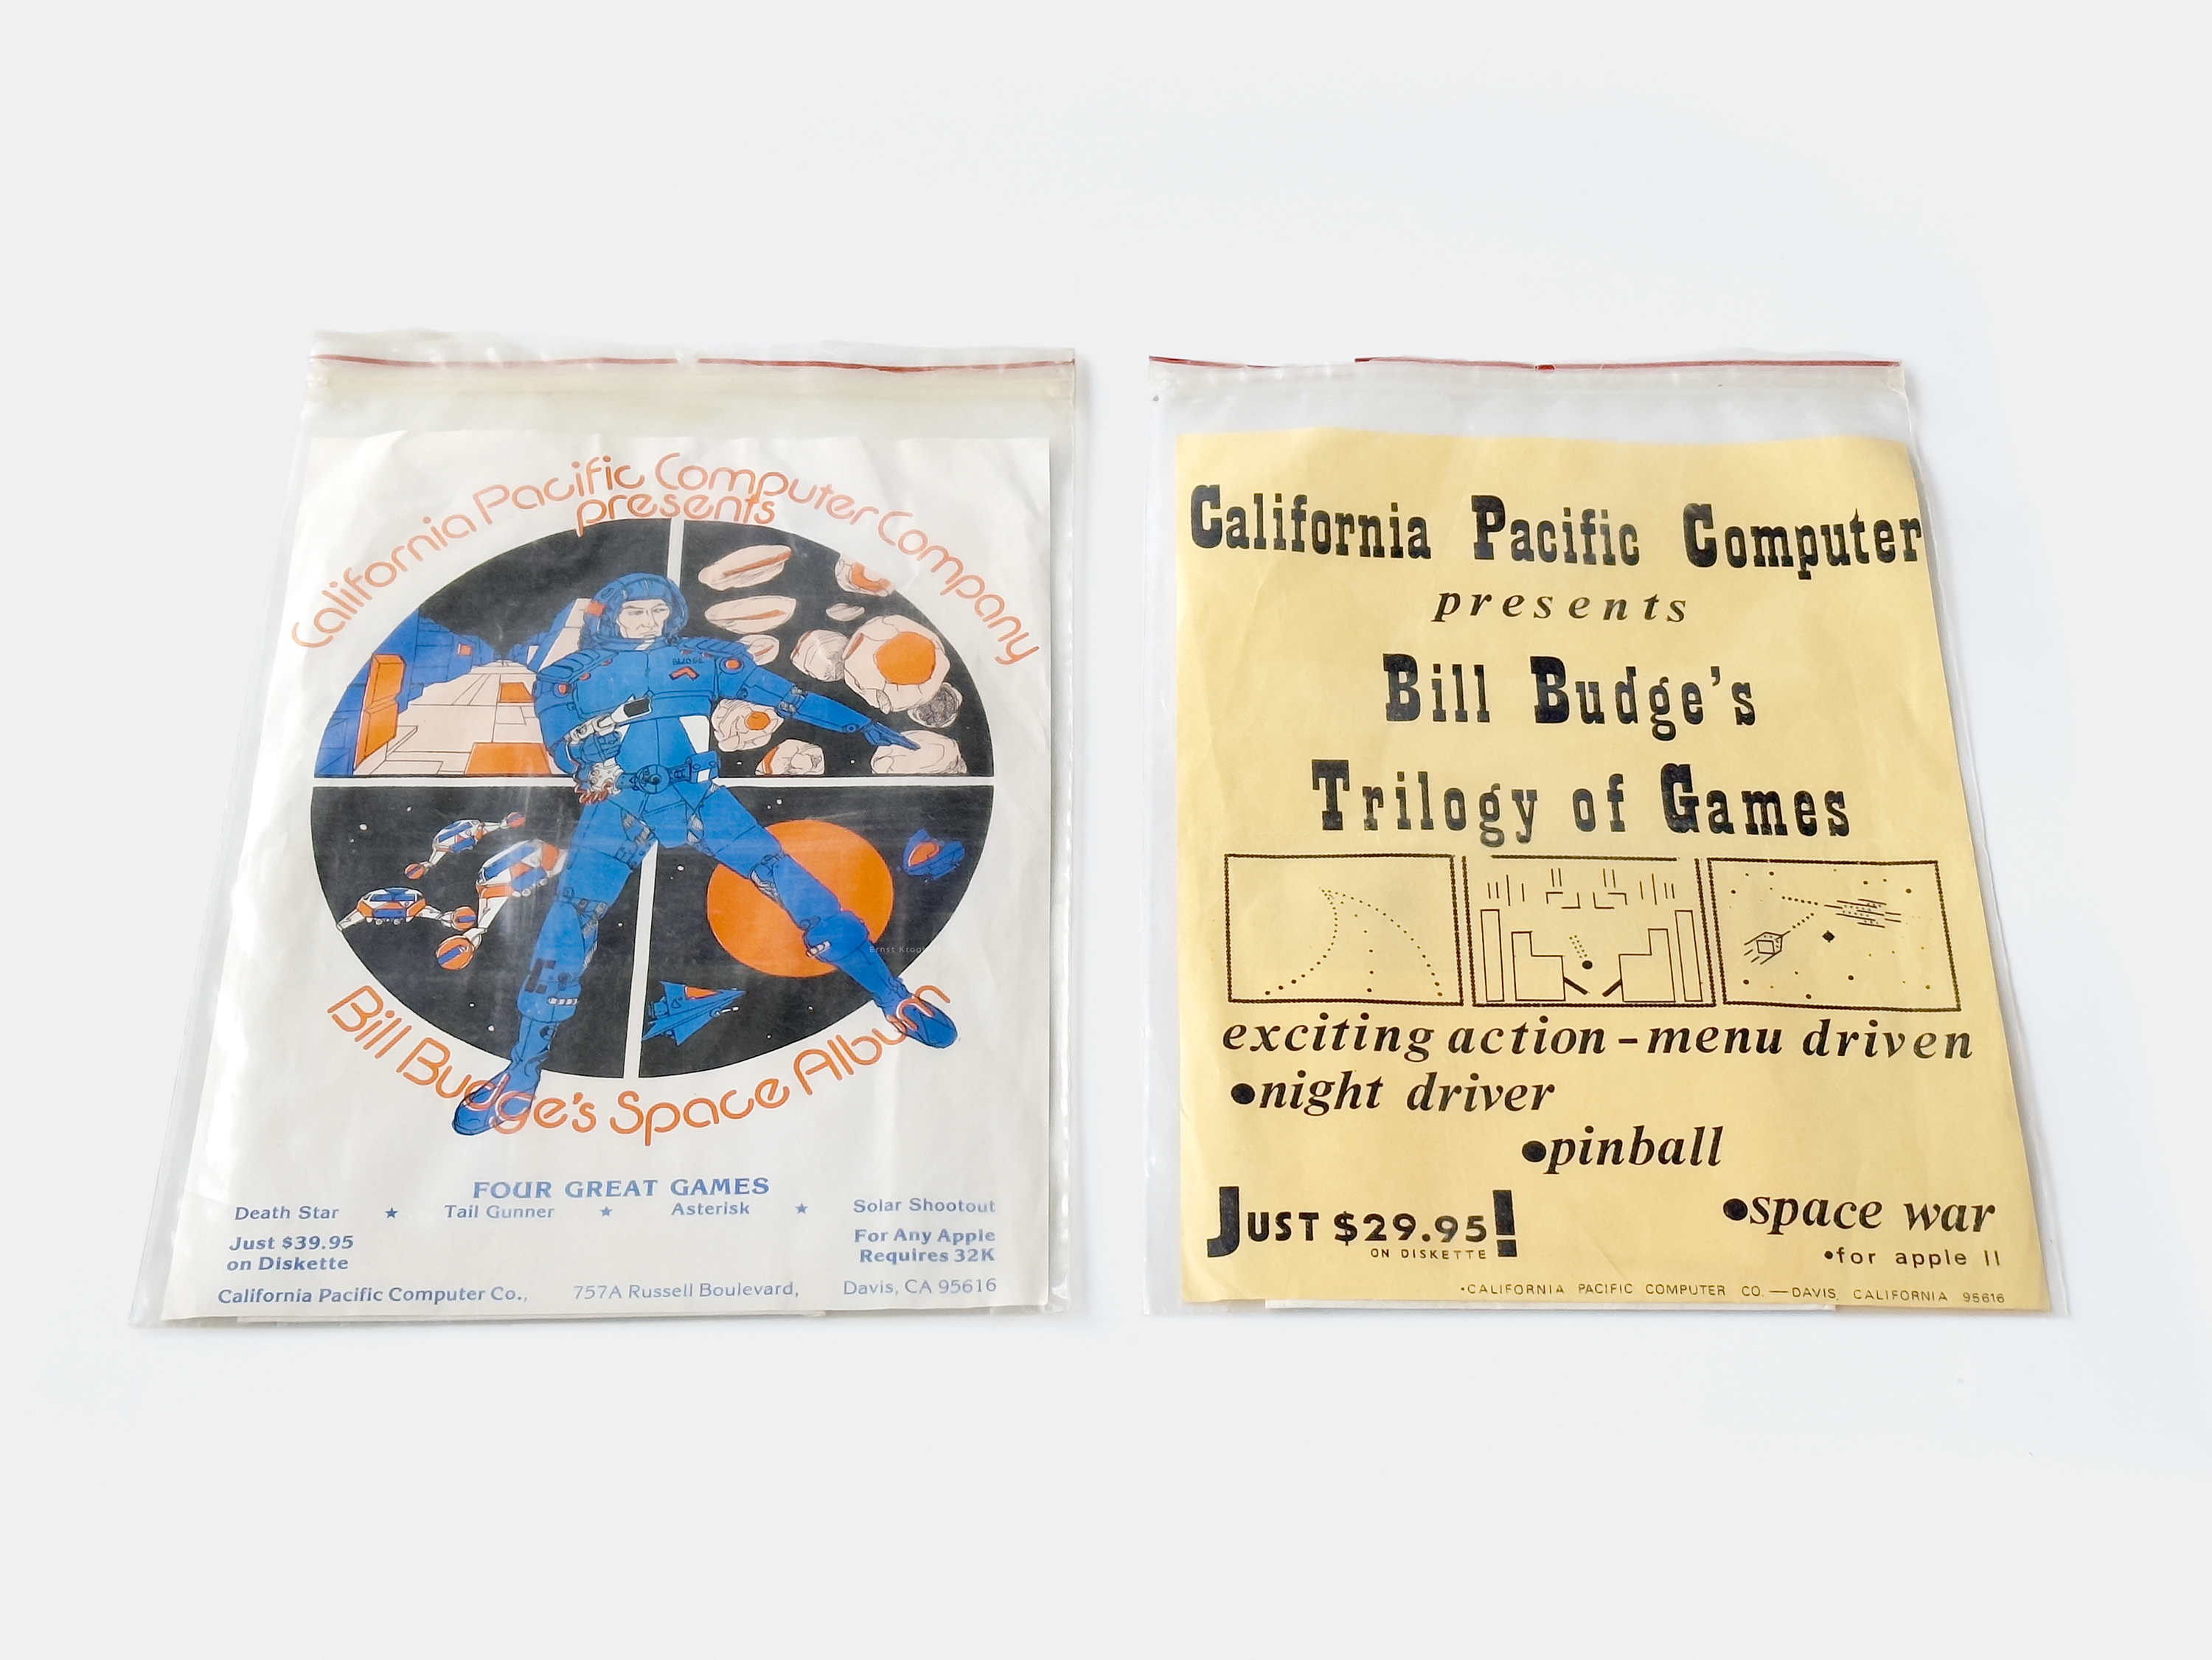 California Pacific Computer Company
presents
BUDGE
Bill Budge's Space Album
FOUR GREAT GAMES
Death Star ★ Tail Gunner ★ Asterisk ★ Solar Shootout
Just $39.95
on Diskette
For Any Apple
Requires 32K
California Pacific Computer Co., 757A Russell Boulevard, Davis, CA 95616
California Pacific Computer
presents
Bill Budge's
Trilogy of Games
exciting action-menu driven
•night driver
•pinball
•space war
JUST $29.95!
ON DISKETTE
•for apple II
•CALIFORNIA PACIFIC COMPUTER CO.—DAVIS, CALIFORNIA 95616